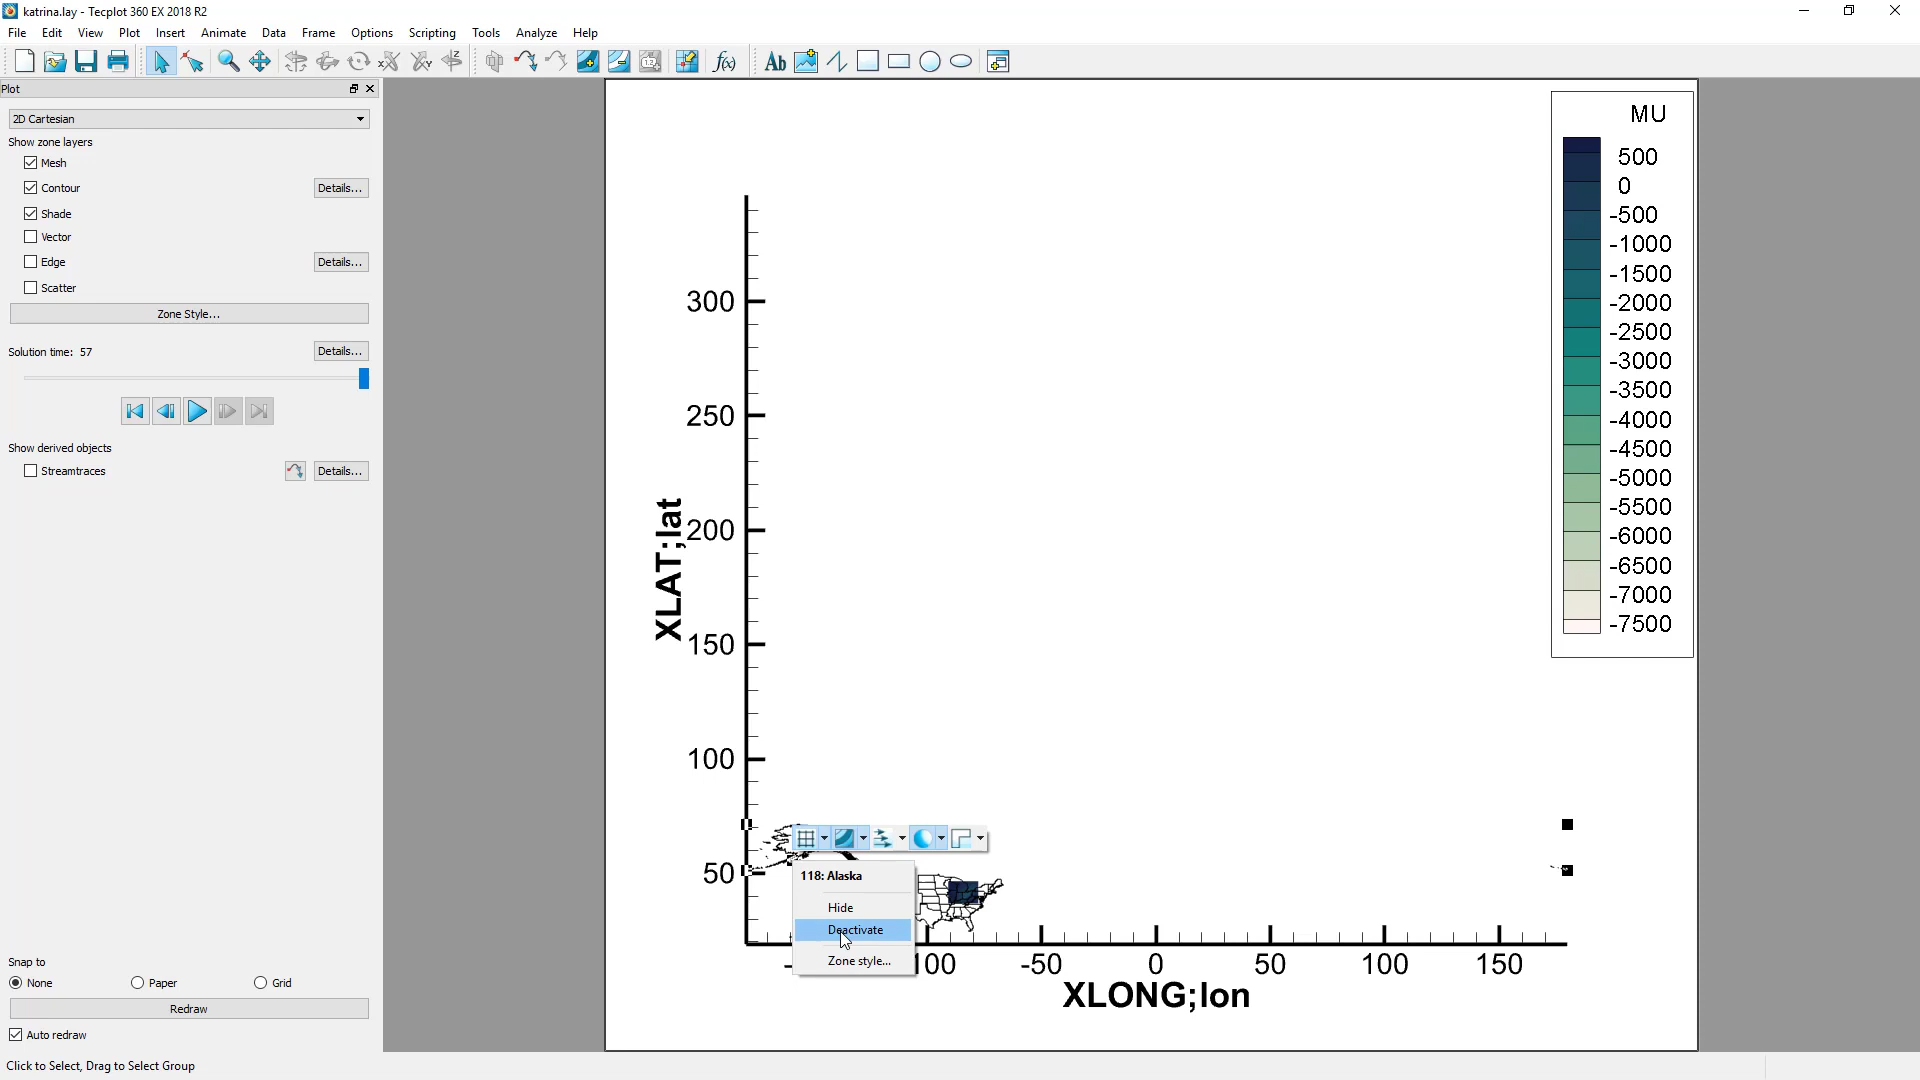 katrina.lay - Tecplot 360 EX 2018 R2
File Edit View Plot Insert Animate Data Frame Options Scripting Tools Analyze Help
Plot
2D Cartesian
Show zone layers
Mesh
Contour Details...
Shade
Vector
Edge Details...
Scatter
Zone Style...
Solution time: 57 Details...
Show derived objects
Streamtraces Details...
Snap to
None Paper Grid
Redraw
Auto redraw
Click to Select, Drag to Select Group
MU
500
0
-500
-1000
-1500
-2000
-2500
-3000
-3500
-4000
-4500
-5000
-5500
-6000
-6500
-7000
-7500
XLAT;lat
300
250
200
150
100
50
118: Alaska
Hide
Deactivate
Zone style...
-50 0 50 100 150
XLONG;lon